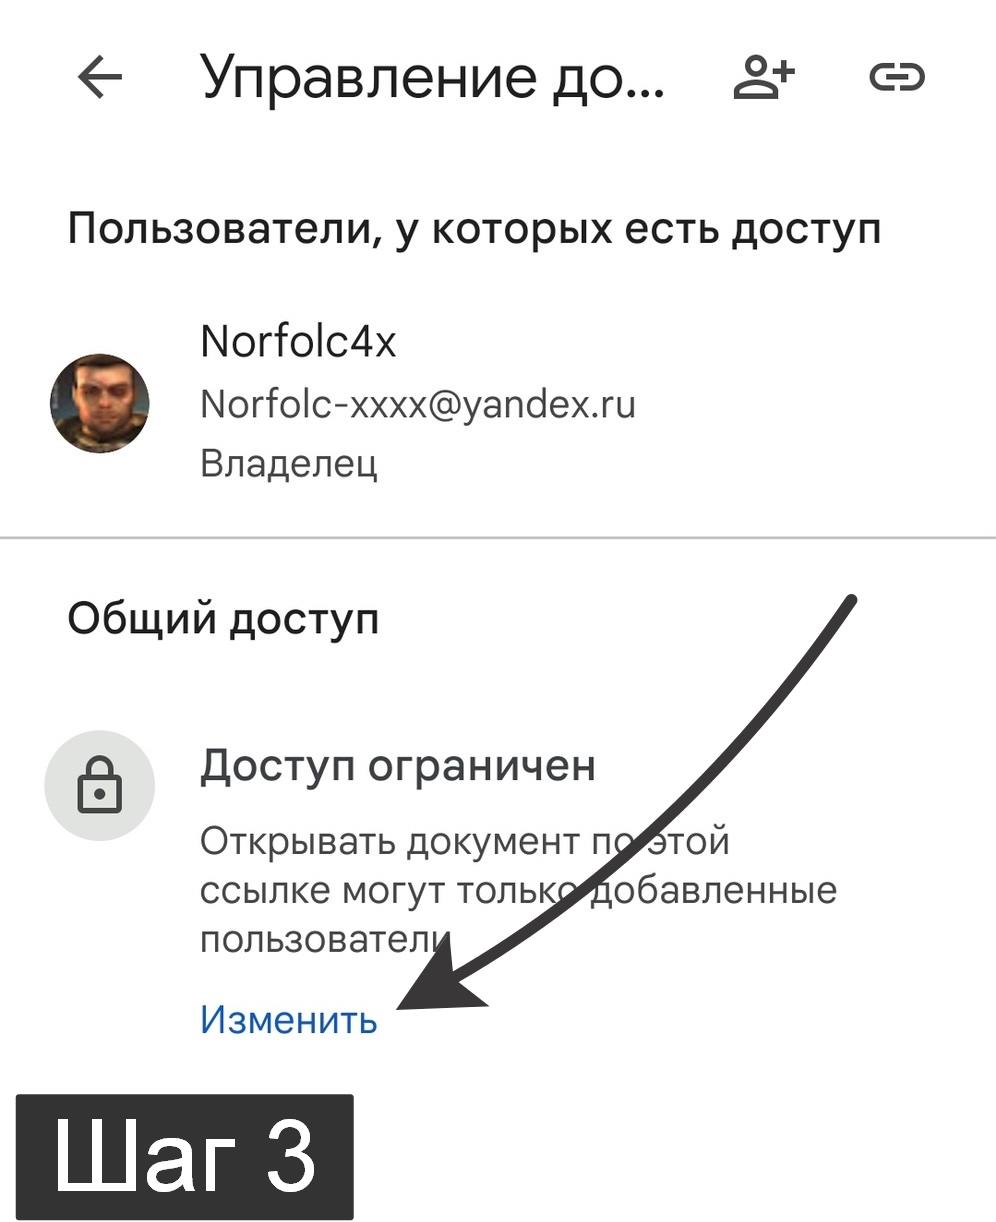 Управление до...
Пользователи, у которых есть доступ
Norfolc4x
Norfolc-xxxx@yandex.ru
Владелец
Общий доступ
Доступ ограничен
Открывать документ по этой
ссылке могут только добавленные
пользователи
Изменить
Шаг 3